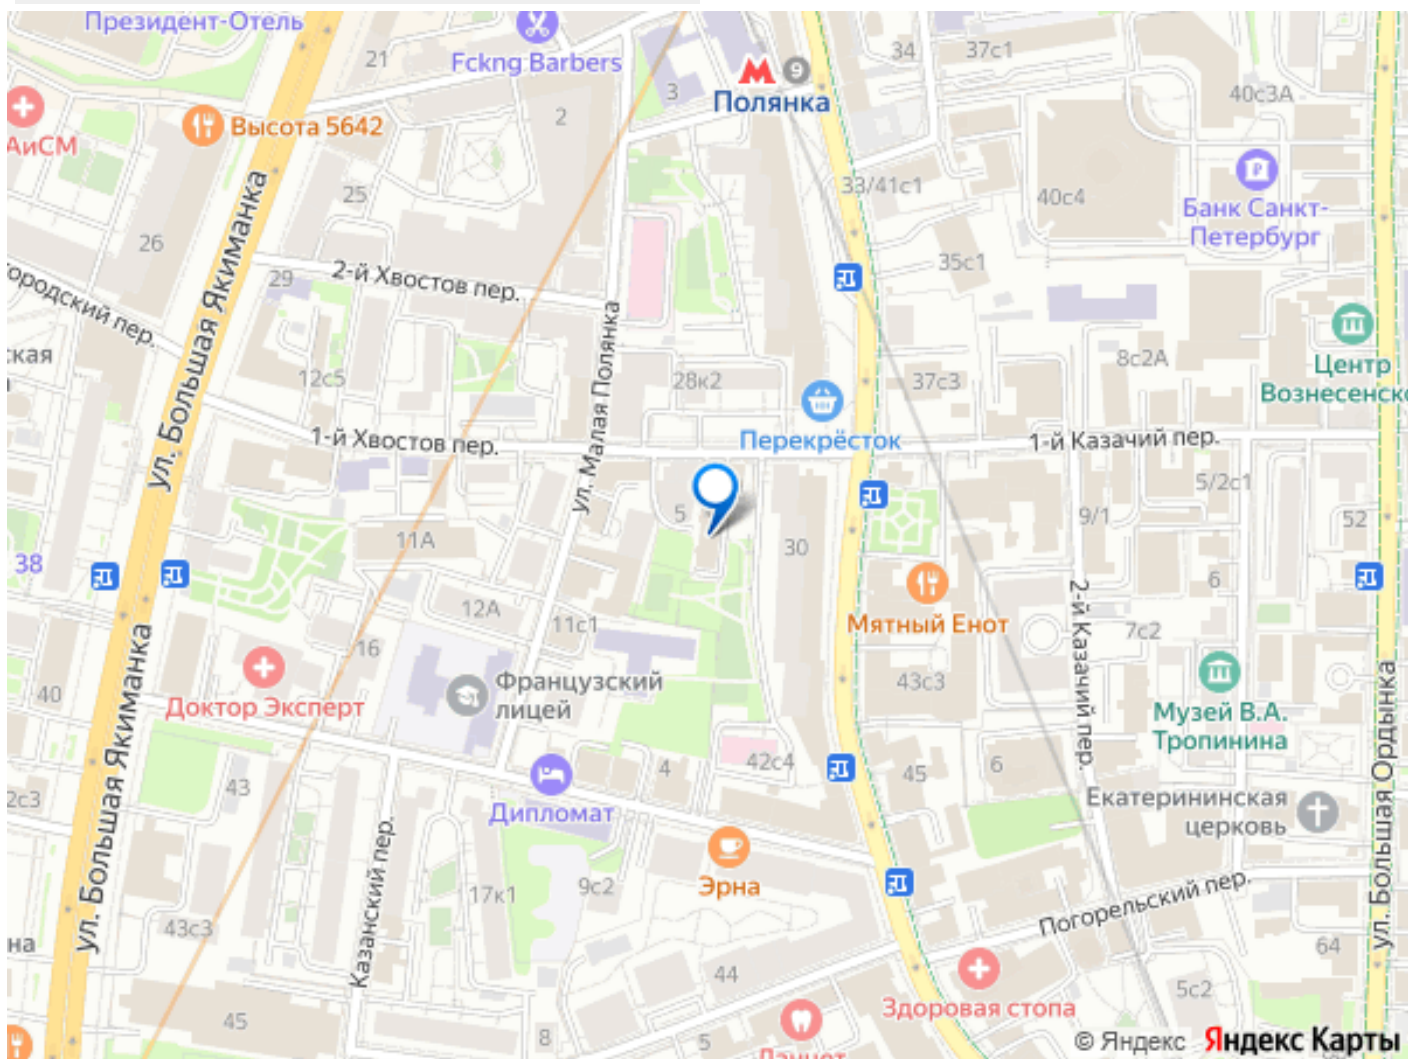 Президент-Отель
Fckng Barbers
21
2
3
9
Полянка
34
37с1
40с3А
АиСМ
Высота 5642
25
33/41с1
40с4
Банк Санкт-
Петербург
26
29
2-й Хвостов пер.
35с1
ул. Большая Якиманка
ул. Малая Полянка
12с5
28к2
37с3
8с2А
Центр
Вознесенско
ская
Перекрёсток
1-й Хвостов пер.
1-й Казачий пер.
5/2с1
5
9/1
52
11А
30
38
6
12А
11с1
Мятный Енот
2-й Казачий пер.
7с2
16
Французский
лицей
43с3
40
Доктор Эксперт
Музей В.А.
Тропинина
ул. Большая Ордынка
42с4
4
45
6
43
2с3
Дипломат
Екатерининская
церковь
ул. Большая Якиманка
Казанский пер.
Эрна
17к1
9с2
43с3
Погорельский пер.
на
64
44
Здоровая стопа
5с2
45
8
5
© Яндекс Яндекс Карты